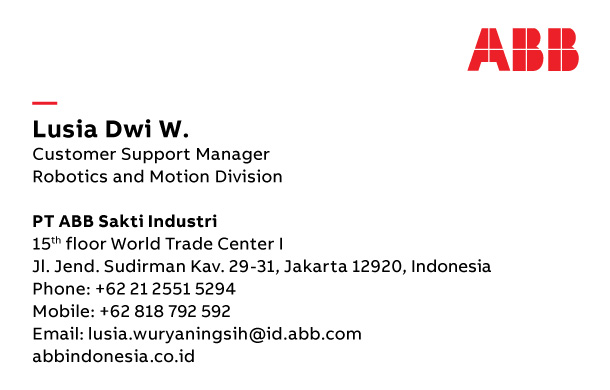 ABB
Lusia Dwi W.
Customer Support Manager
Robotics and Motion Division
PT ABB Sakti Industri
15th floor World Trade Center I
Jl. Jend. Sudirman Kav. 29-31, Jakarta 12920, Indonesia
Phone: +62 21 2551 5294
Mobile: +62 818 792 592
Email: lusia.wuryaningsih@id.abb.com
abbindonesia.co.id